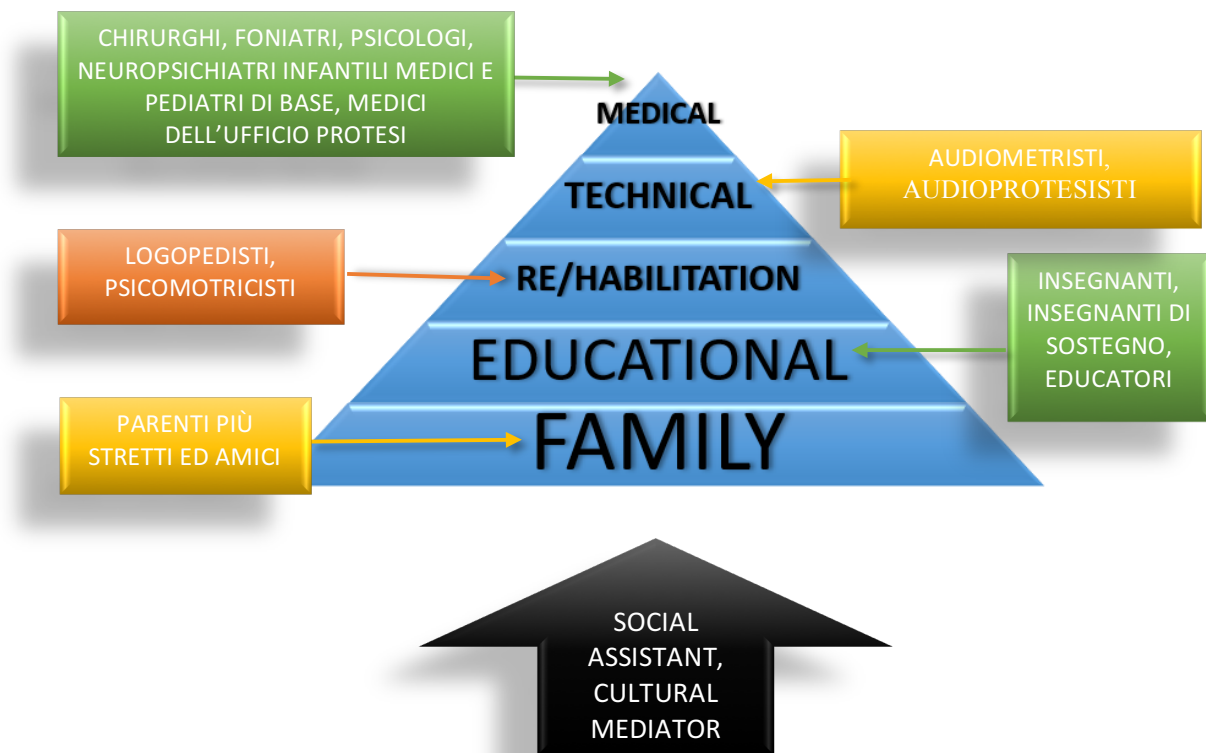 CHIRURGHI, FONIATRI, PSICOLOGI,
NEUROPSICHIATRI INFANTILI MEDICI E
PEDIATRI DI BASE, MEDICI
DELL’UFFICIO PROTESI
MEDICAL
AUDIOMETRISTI,
AUDIOPROTESISTI
TECHNICAL
LOGOPEDISTI,
PSICOMOTRICISTI
RE/HABILITATION
INSEGNANTI,
INSEGNANTI DI
SOSTEGNO,
EDUCATORI
EDUCATIONAL
PARENTI PIÙ
STRETTI ED AMICI
FAMILY
SOCIAL
ASSISTANT,
CULTURAL
MEDIATOR